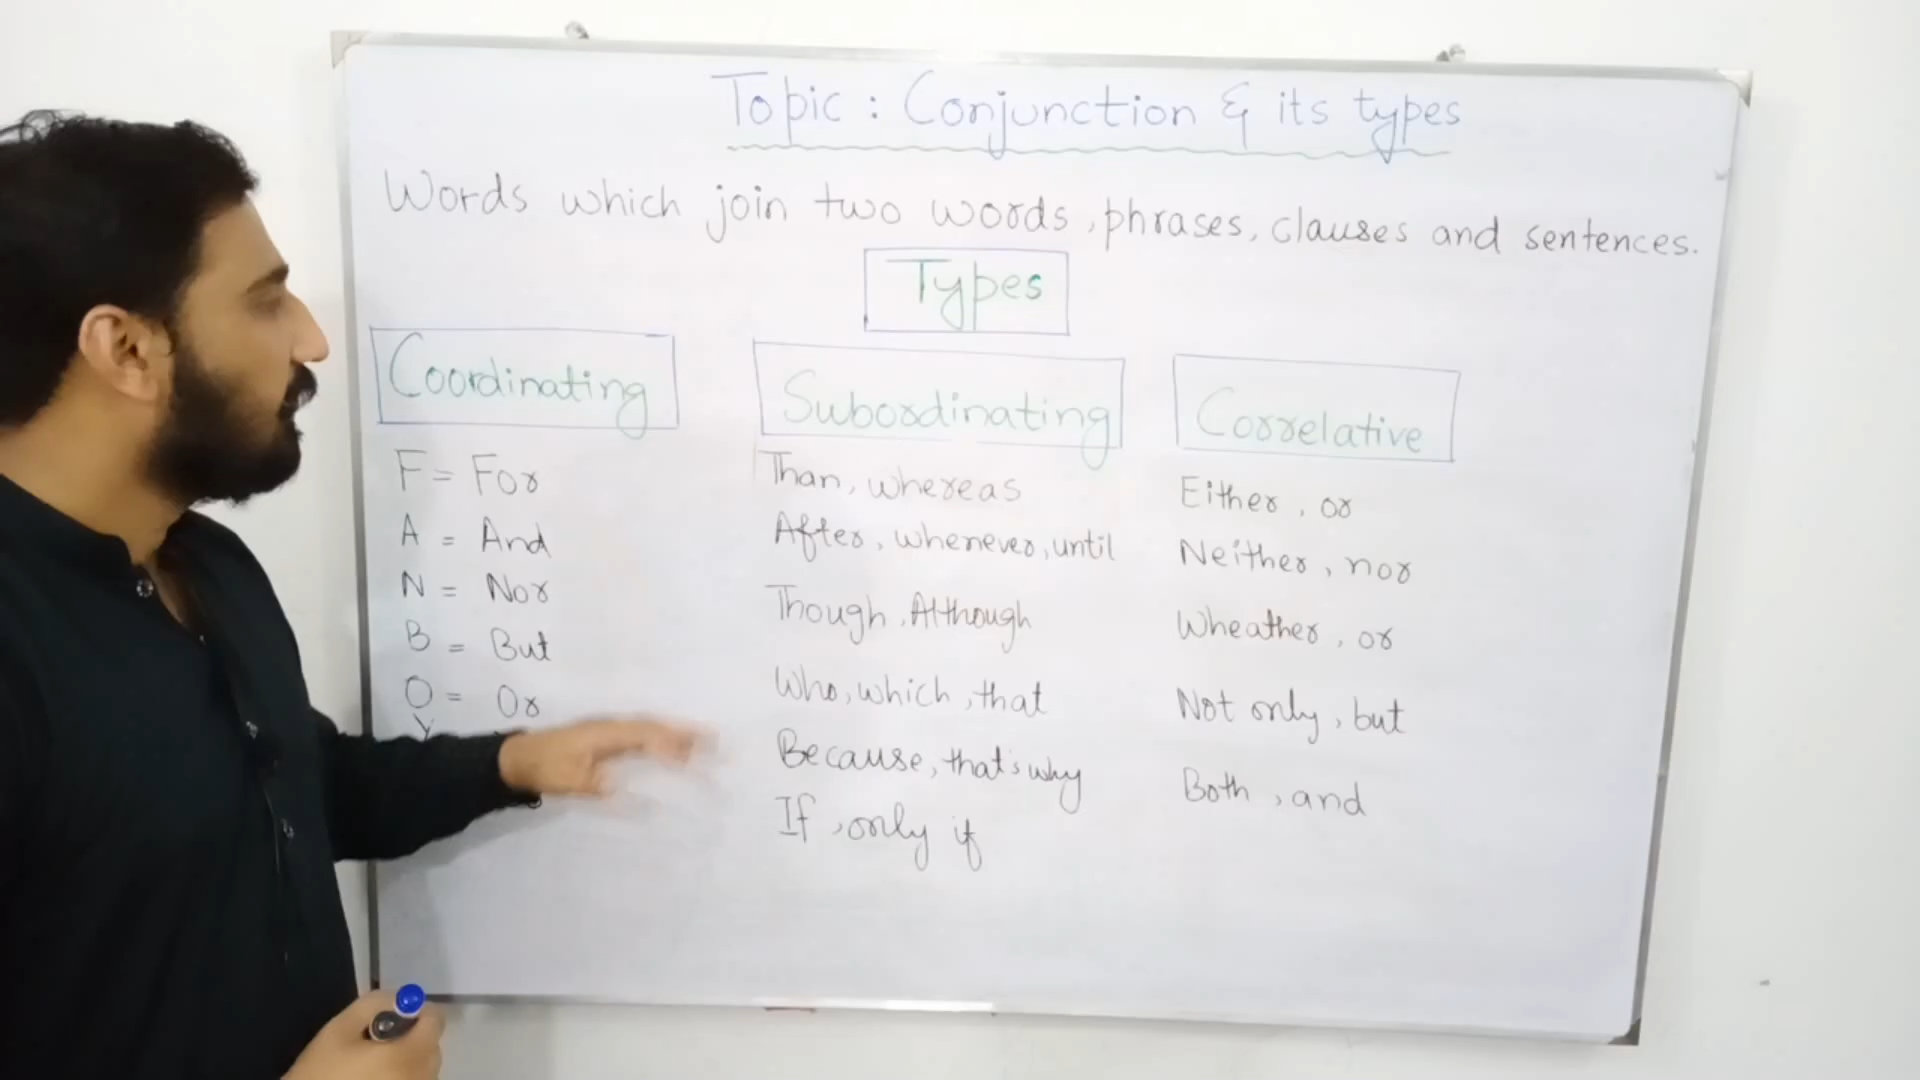 Topic : Conjunction & its types
Words which join two words, phrases, clauses and sentences.
Types
Coordinating
F = For
A = And
N = Nor
B = But
O = Or
Y
Subordinating
Than, whereas
After, whenever, until
Though, Although
Who, which, that
Because, that's why
If, only if
Correlative
Either, or
Neither, nor
Wheather, or
Not only, but
Both, and